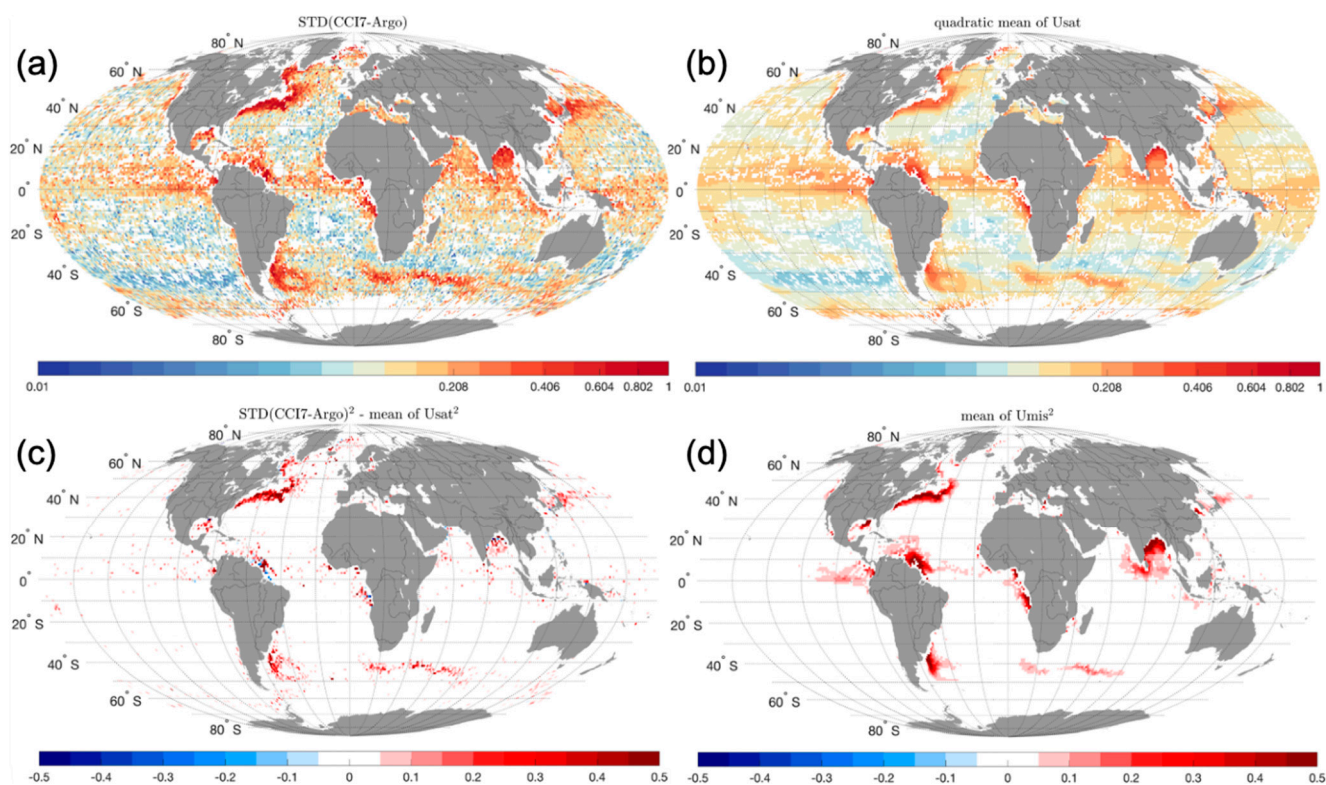 STD(CCI7-Argo)
(a)
80° N
60° N
40° N
20° N
0°
20° S
40° S
60° S
80° S
0.01 0.208 0.406 0.604 0.802 1
quadratic mean of Usat
(b)
80° N
60° N
40° N
20° N
0°
20° S
40° S
60° S
80° S
0.01 0.208 0.406 0.604 0.802 1
STD(CCI7-Argo)² - mean of Usat²
(c)
80° N
60° N
40° N
20° N
0°
20° S
40° S
60° S
80° S
-0.5 -0.4 -0.3 -0.2 -0.1 0 0.1 0.2 0.3 0.4 0.5
mean of Umis²
(d)
80° N
60° N
40° N
20° N
0°
20° S
40° S
60° S
80° S
-0.5 -0.4 -0.3 -0.2 -0.1 0 0.1 0.2 0.3 0.4 0.5